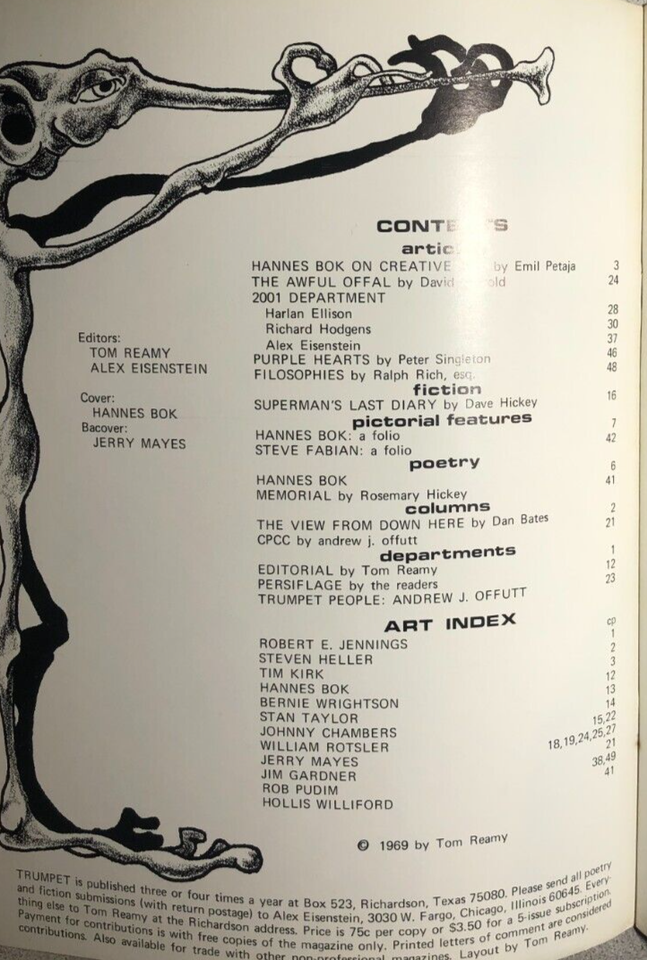 CONTENTS
HANNES BOK ON CREATIVE by Emil Petaja 3
THE AWFUL OFFAL by David 24
2001 DEPARTMENT
Harlan Ellison 28
Richard Hodgens 30
Alex Eisenstein 37
PURPLE HEARTS by Peter Singleton 46
FILOSOPHIES by Ralph Rich, esq. 48
fiction
SUPERMAN'S LAST DIARY by Dave Hickey 16
pictorial features
HANNES BOK: a folio 7
STEVE FABIAN: a folio 42
poetry
HANNES BOK 6
MEMORIAL by Rosemary Hickey 41
columns
THE VIEW FROM DOWN HERE by Dan Bates 2
CPCC by andrew j. offutt 21
departments
EDITORIAL by Tom Reamy 1
PERSIFLAGE by the readers 12
TRUMPET PEOPLE: ANDREW J. OFFUTT 23
ART INDEX
ROBERT E. JENNINGS cp
STEVEN HELLER 1
TIM KIRK 2
HANNES BOK 3
BERNIE WRIGHTSON 12
STAN TAYLOR 13
JOHNNY CHAMBERS 14
WILLIAM ROTSLER 15,22
JERRY MAYES 18,19,24,25,27
JIM GARDNER 21
ROB PUDIM 38,49
HOLLIS WILLIFORD 41
Editors:
TOM REAMY
ALEX EISENSTEIN
Cover:
HANNES BOK
Bacover:
JERRY MAYES
© 1969 by Tom Reamy
TRUMPET is published three or four times a year at Box 523, Richardson, Texas 75080. Please send all poetry
and fiction submissions (with return postage) to Alex Eisenstein, 3030 W. Fargo, Chicago, Illinois 60645. Every-
thing else to Tom Reamy at the Richardson address. Price is 75c per copy or $3.50 for a 5-issue subscription.
Payment for contributions is with free copies of the magazine only. Printed letters of comment are considered
contributions. Also available for trade with other non-professional magazines. Layout by Tom Reamy.